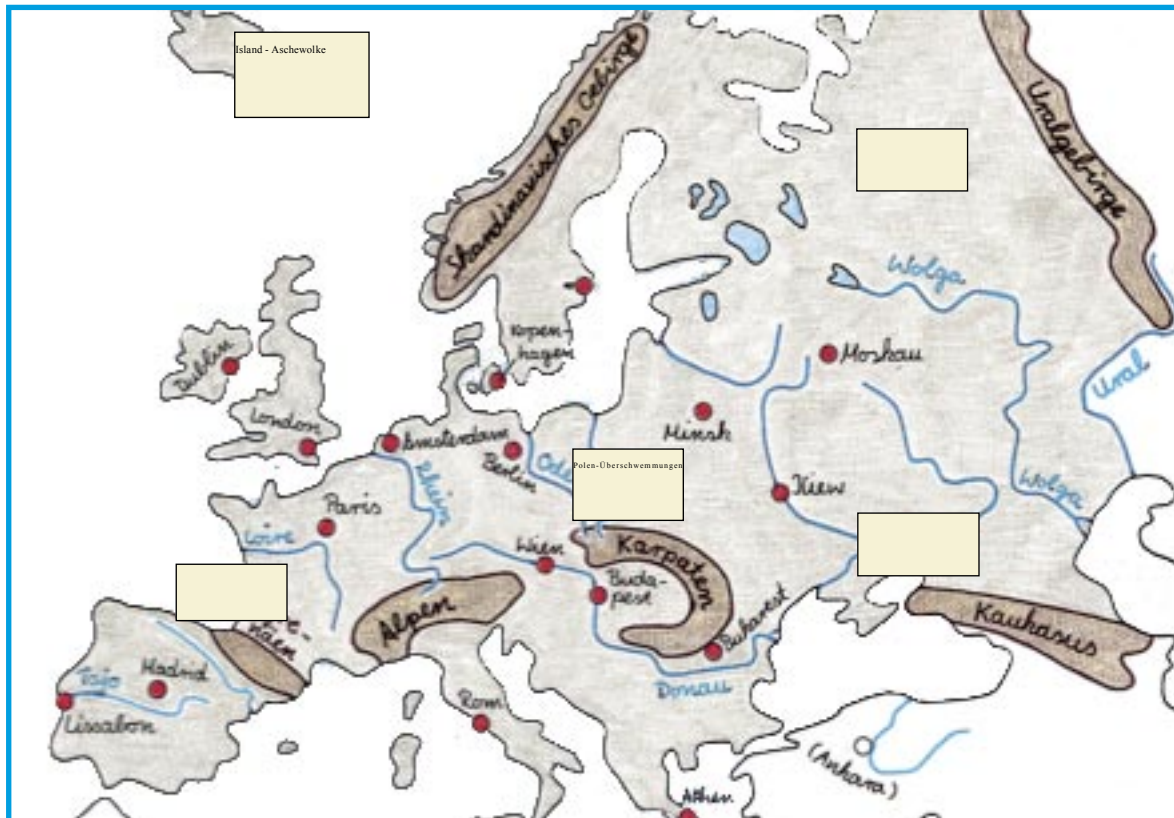 Island - Aschewolke
Skandinavisches Gebirge
Uralgebirge
Wolga
Kopen-
hagen
Dublin
Moskau
Ural
London
Amsterdam
Minsk
Berlin
Rhein
Polen-Überschwemmungen
Kiew
Wolga
Paris
Loire
Wien
Karpaten
Buda-
pest
Alpen
Bukarest
Kaukasus
Madrid
Tajo
Donau
Lissabon
Rom
(Ankara)
Athen